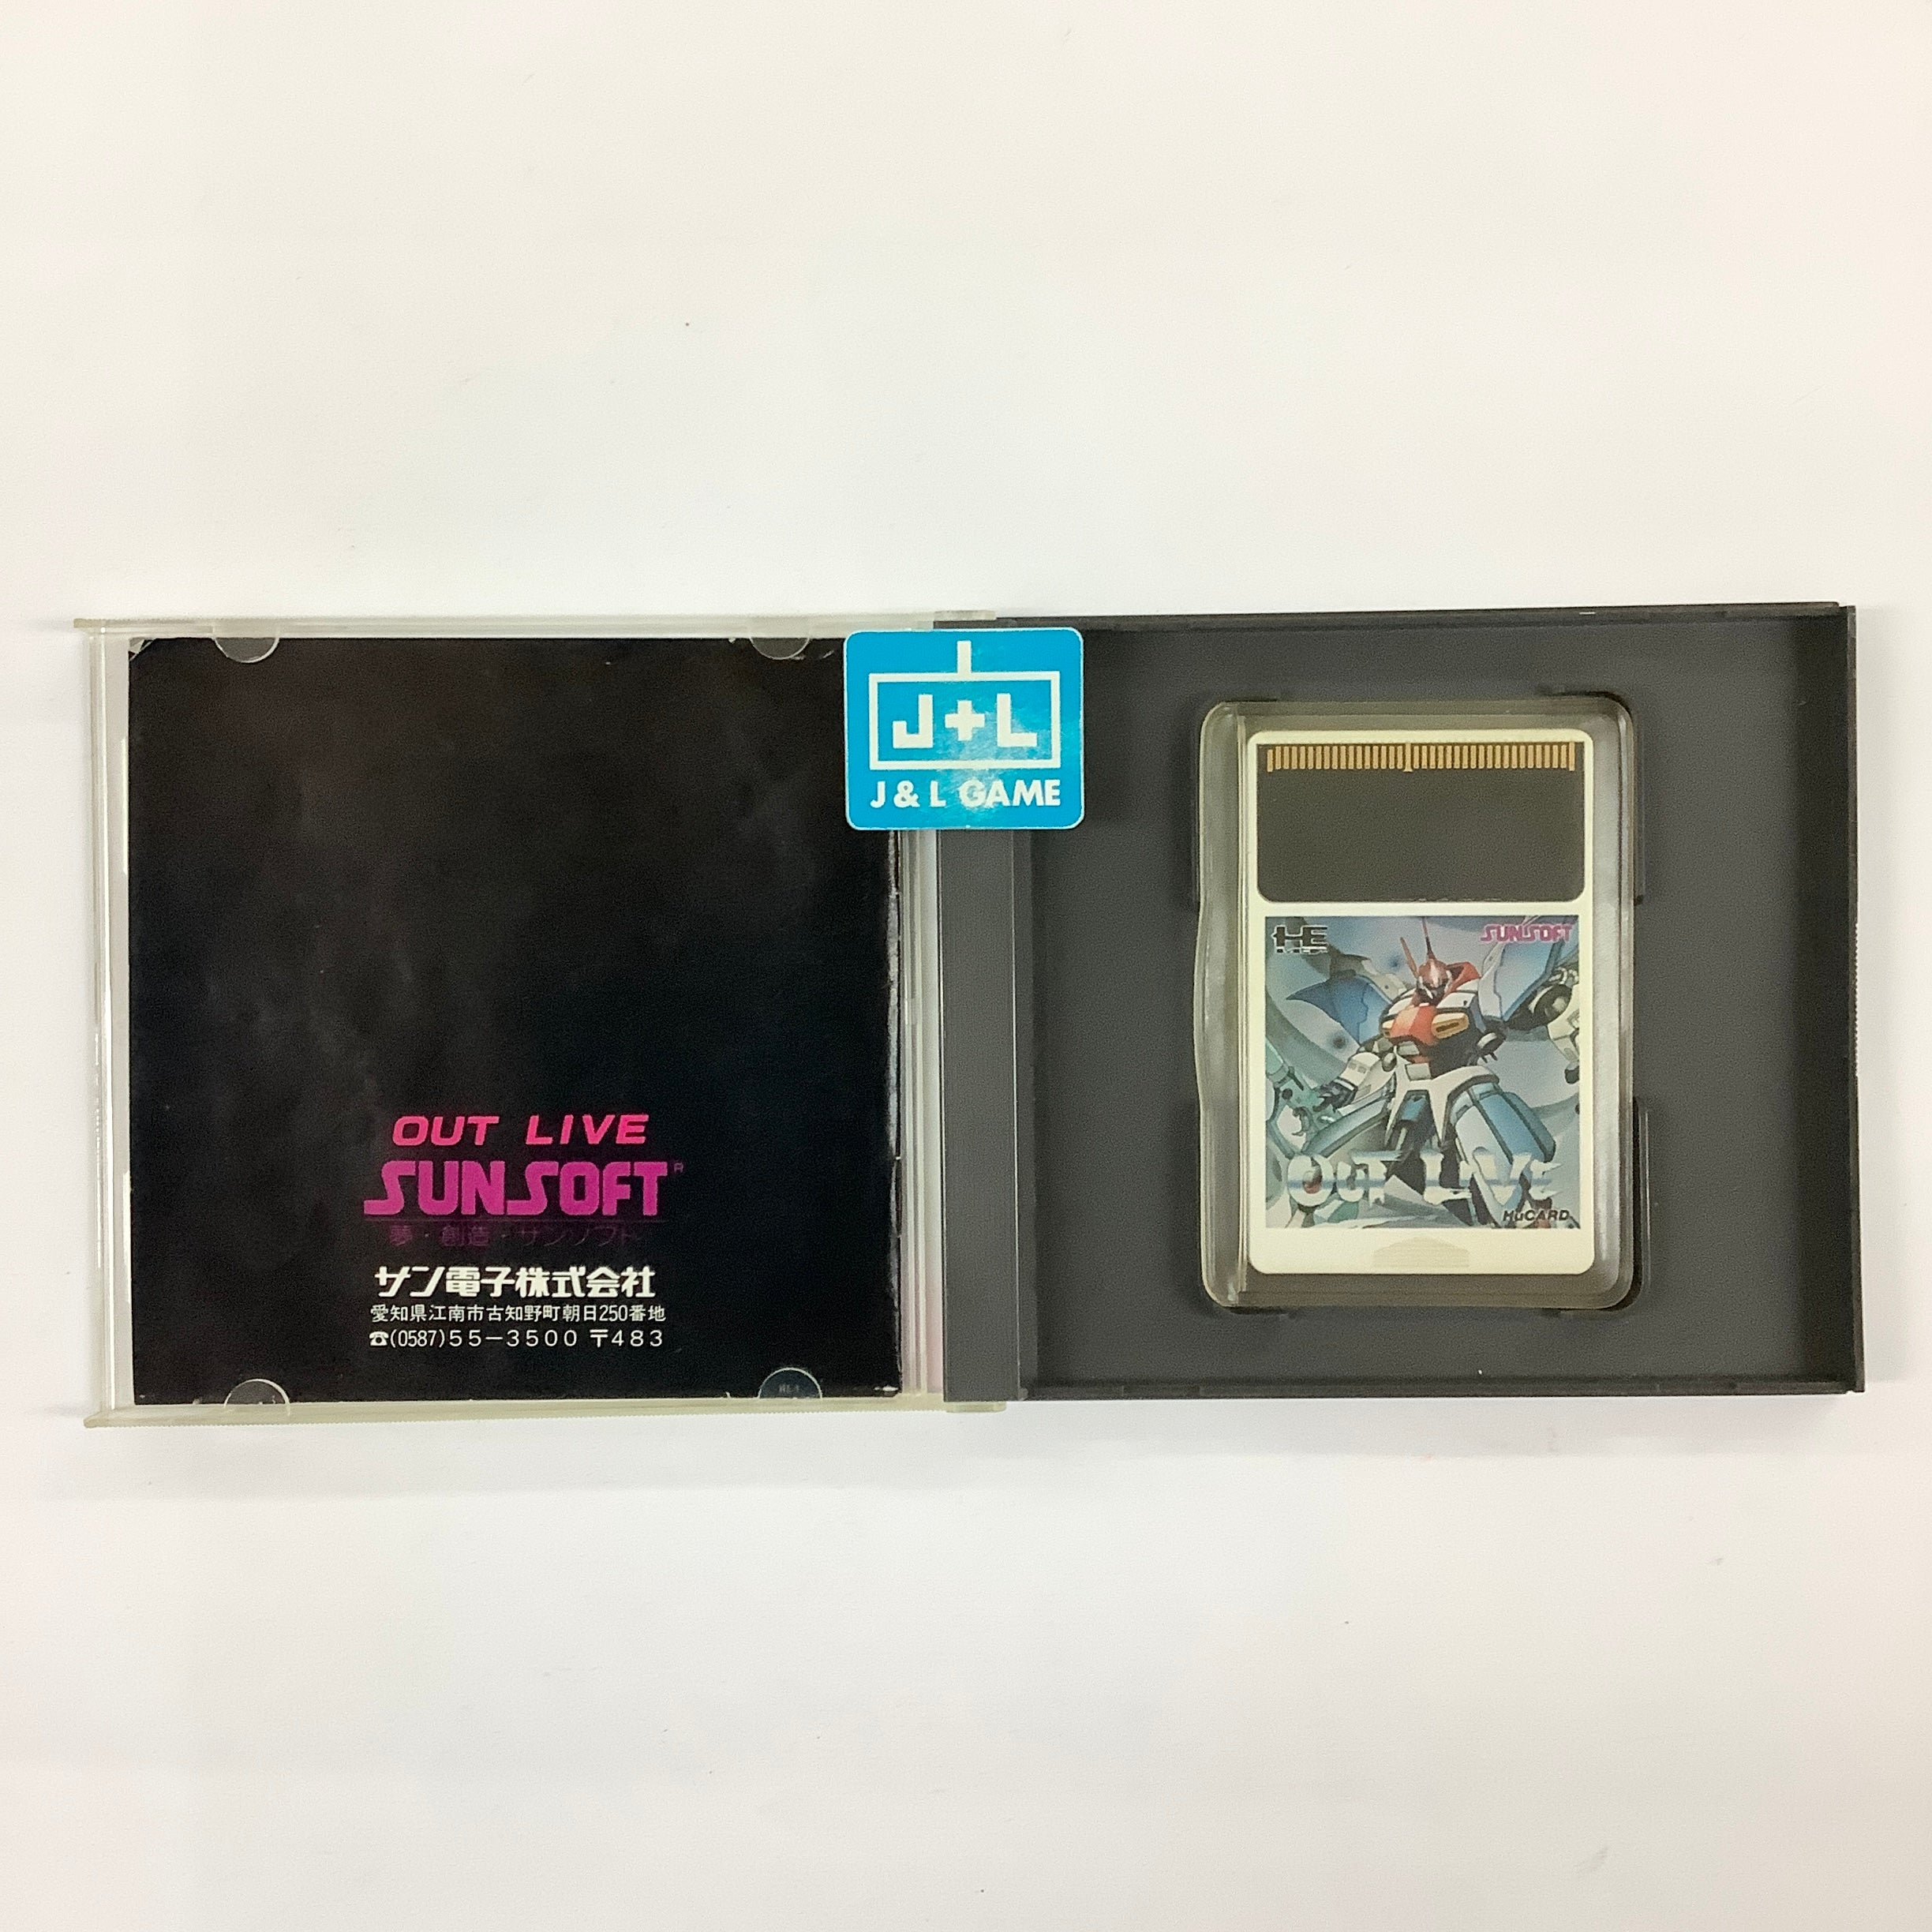 J+L
J & L GAME
OUT LIVE
SUNSOFT®
夢・創造・サンソフト
サン電子株式会社
愛知県江南市古知野町朝日250番地
☎(0587)55-3500 〒483
HE
SUNSOFT
OUT LIVE
HuCARD